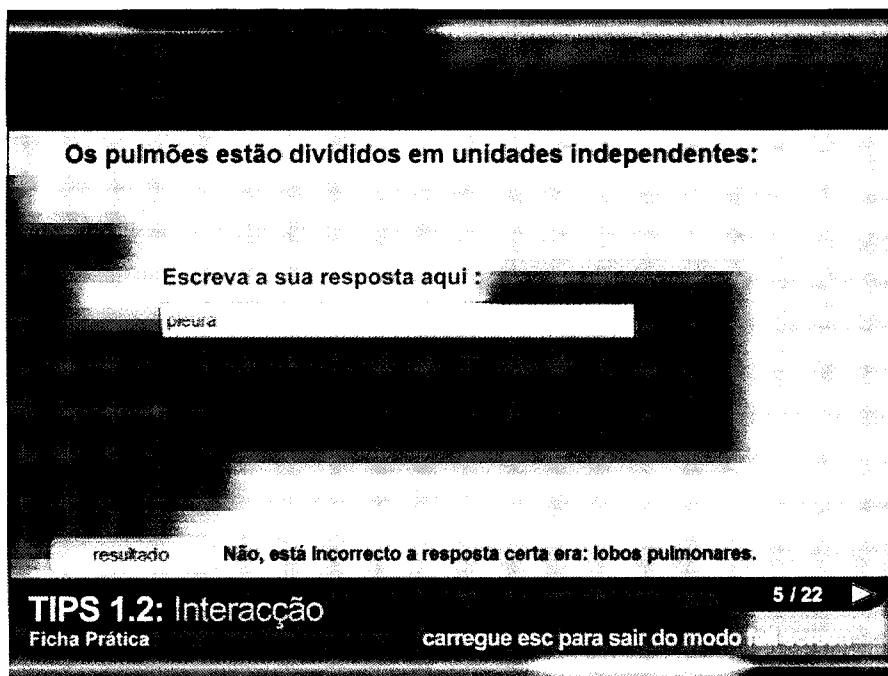 Os pulmões estão divididos em unidades independentes:
Escreva a sua resposta aqui :
pleura
resultado Não, está incorrecto a resposta certa era: lobos pulmonares.
5 / 22
TIPS 1.2: Interacção
Ficha Prática carregue esc para sair do modo